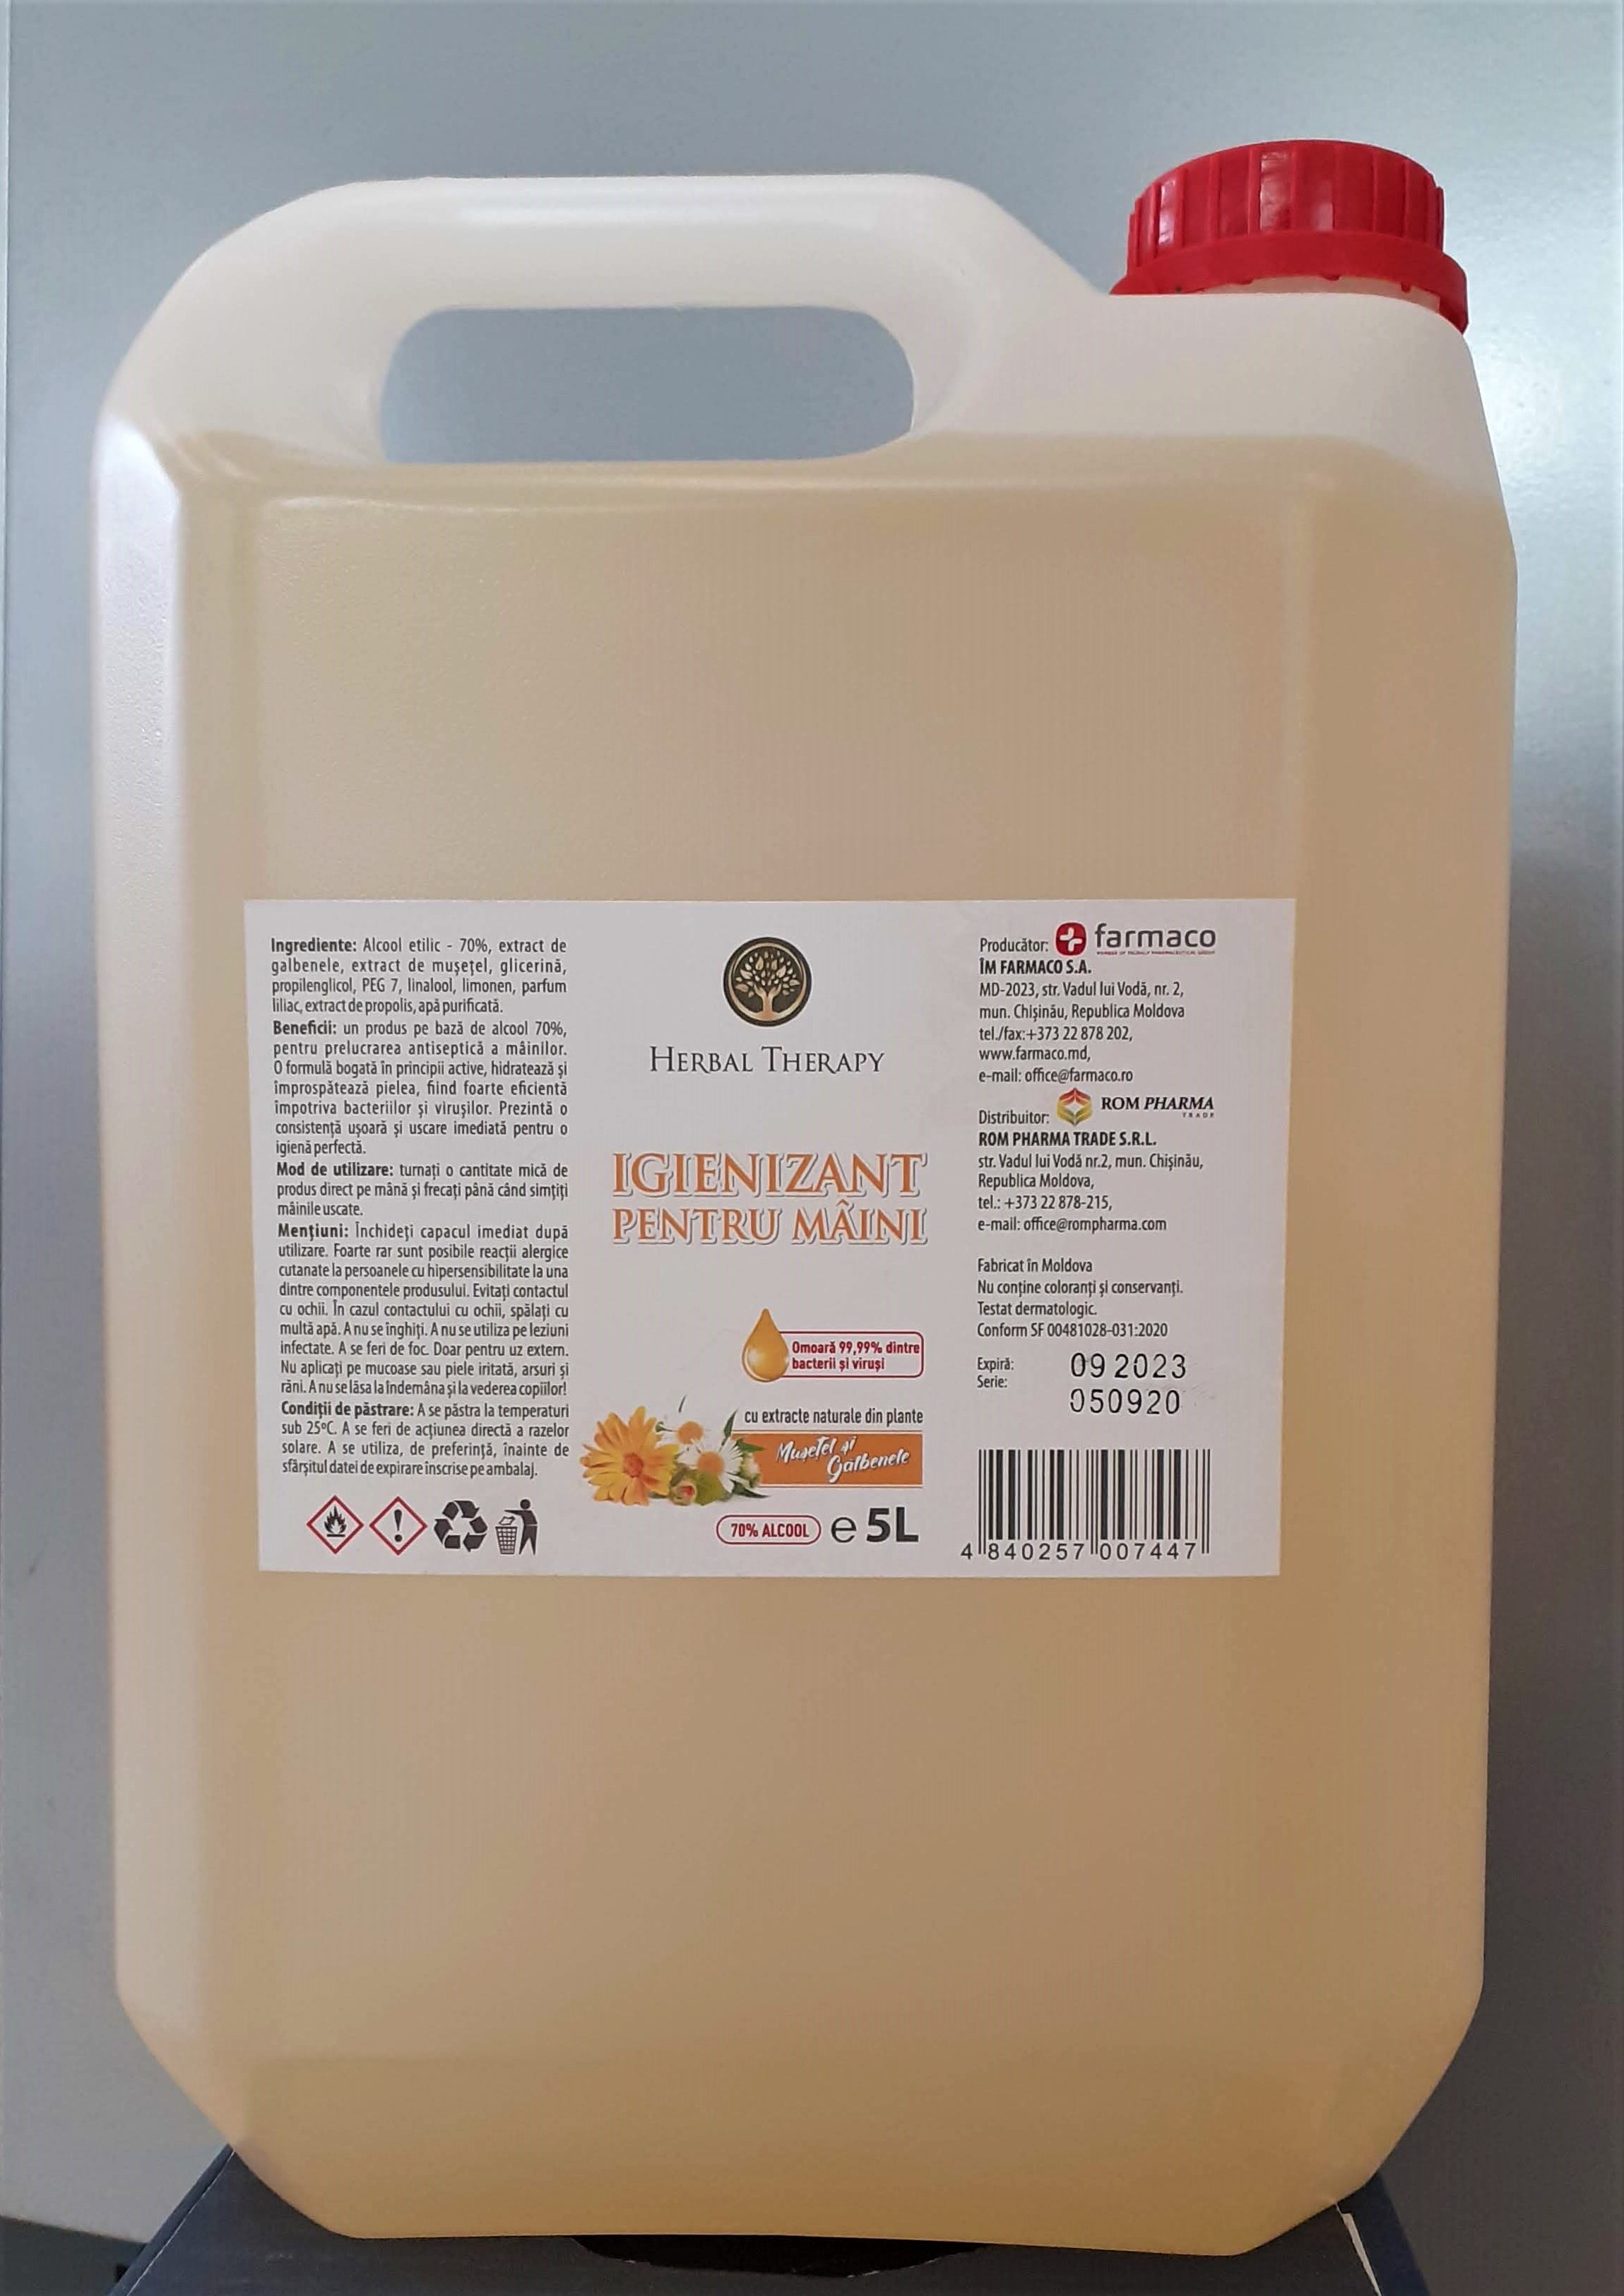 Ingrediente: Alcool etilic - 70%, extract de
galbenele, extract de mușețel, glicerină,
propilenglicol, PEG 7, linalool, limonen, parfum
liliac, extract de propolis, apă purificată.
Beneficii: un produs pe bază de alcool 70%,
pentru prelucrarea antiseptică a mâinilor.
O formulă bogată în principii active, hidratează și
împrospătează pielea, fiind foarte eficientă
împotriva bacteriilor și virușilor. Prezintă o
consistență ușoară și uscare imediată pentru o
igienă perfectă.
Mod de utilizare: turnați o cantitate mică de
produs direct pe mână și frecați până când simțiți
mâinile uscate.
Mențiuni: Închideți capacul imediat după
utilizare. Foarte rar sunt posibile reacții alergice
cutanate la persoanele cu hipersensibilitate la una
dintre componentele produsului. Evitați contactul
cu ochii. În cazul contactului cu ochii, spălați cu
multă apă. A nu se înghiți. A nu se utiliza pe leziuni
infectate. A se feri de foc. Doar pentru uz extern.
Nu aplicați pe mucoase sau piele iritată, arsuri și
răni. A nu se lăsa la îndemâna și la vederea copiilor!
Condiții de păstrare: A se păstra la temperaturi
sub 25°C. A se feri de acțiunea directă a razelor
solare. A se utiliza, de preferință, înainte de
sfârșitul datei de expirare înscrise pe ambalaj.
HERBAL THERAPY
IGIENIZANT
PENTRU MÂINI
Omoară 99,99% dintre
bacterii și viruși
cu extracte naturale din plante
Mușețel și
Gălbenele
70% ALCOOL e 5L
Producător: farmaco
ÎM FARMACO S.A.
MD-2023, str. Vadul lui Vodă, nr. 2,
mun. Chișinău, Republica Moldova
tel./fax:+373 22 878 202,
www.farmaco.md,
e-mail: office@farmaco.ro
Distribuitor: ROM PHARMA
TRADE
ROM PHARMA TRADE S.R.L.
str. Vadul lui Vodă nr.2, mun. Chișinău,
Republica Moldova,
tel.: +373 22 878-215,
e-mail: office@rompharma.com
Fabricat în Moldova
Nu conține coloranți și conservanți.
Testat dermatologic.
Conform SF 00481028-031:2020
Expiră: 09 2023
Serie: 050920
4 840257 007447